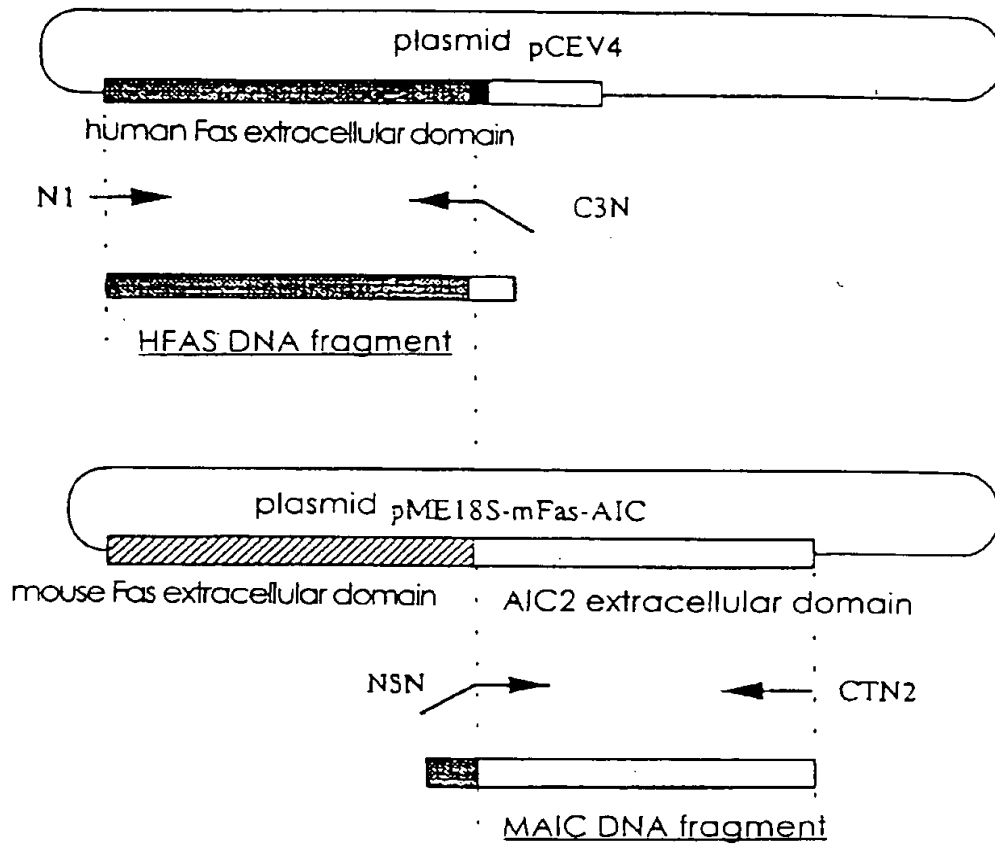 plasmid pCEV4
human Fas extracellular domain
N1
C3N
HFAS DNA fragment
plasmid pME18S-mFas-AIC
mouse Fas extracellular domain
AIC2 extracellular domain
NSN
CTN2
MAIC DNA fragment